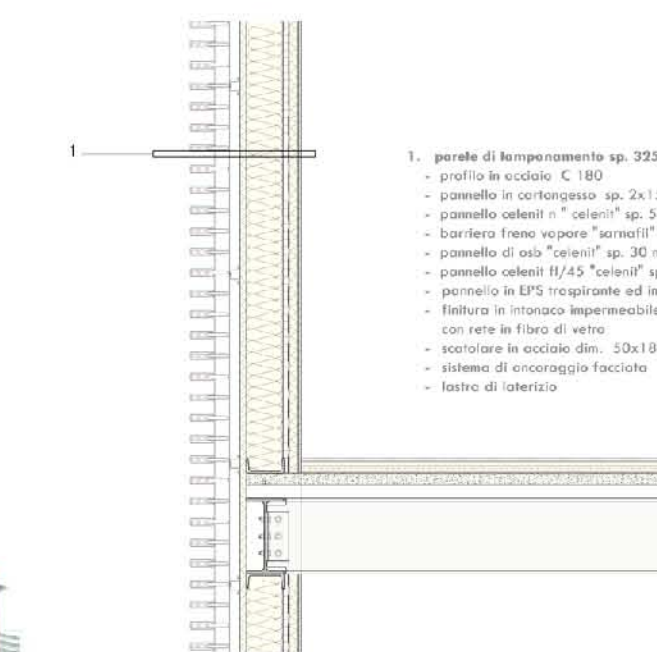 1
1. parete di tamponamento sp. 325
- profilo in acciaio C 180
- pannello in cartongesso sp. 2x1
- pannello celenit n " celenit" sp. 5
- barriera freno vapore "sarnafil"
- pannello di osb "celenit" sp. 30
- pannello celenit fl/45 "celenit" sp
- pannello in EPS traspirante ed
- finitura in intonaco impermeabile
con rete in fibra di vetro
- scatolare in acciaio dim. 50x18
- sistema di ancoraggio facciata
- lastra di laterizio